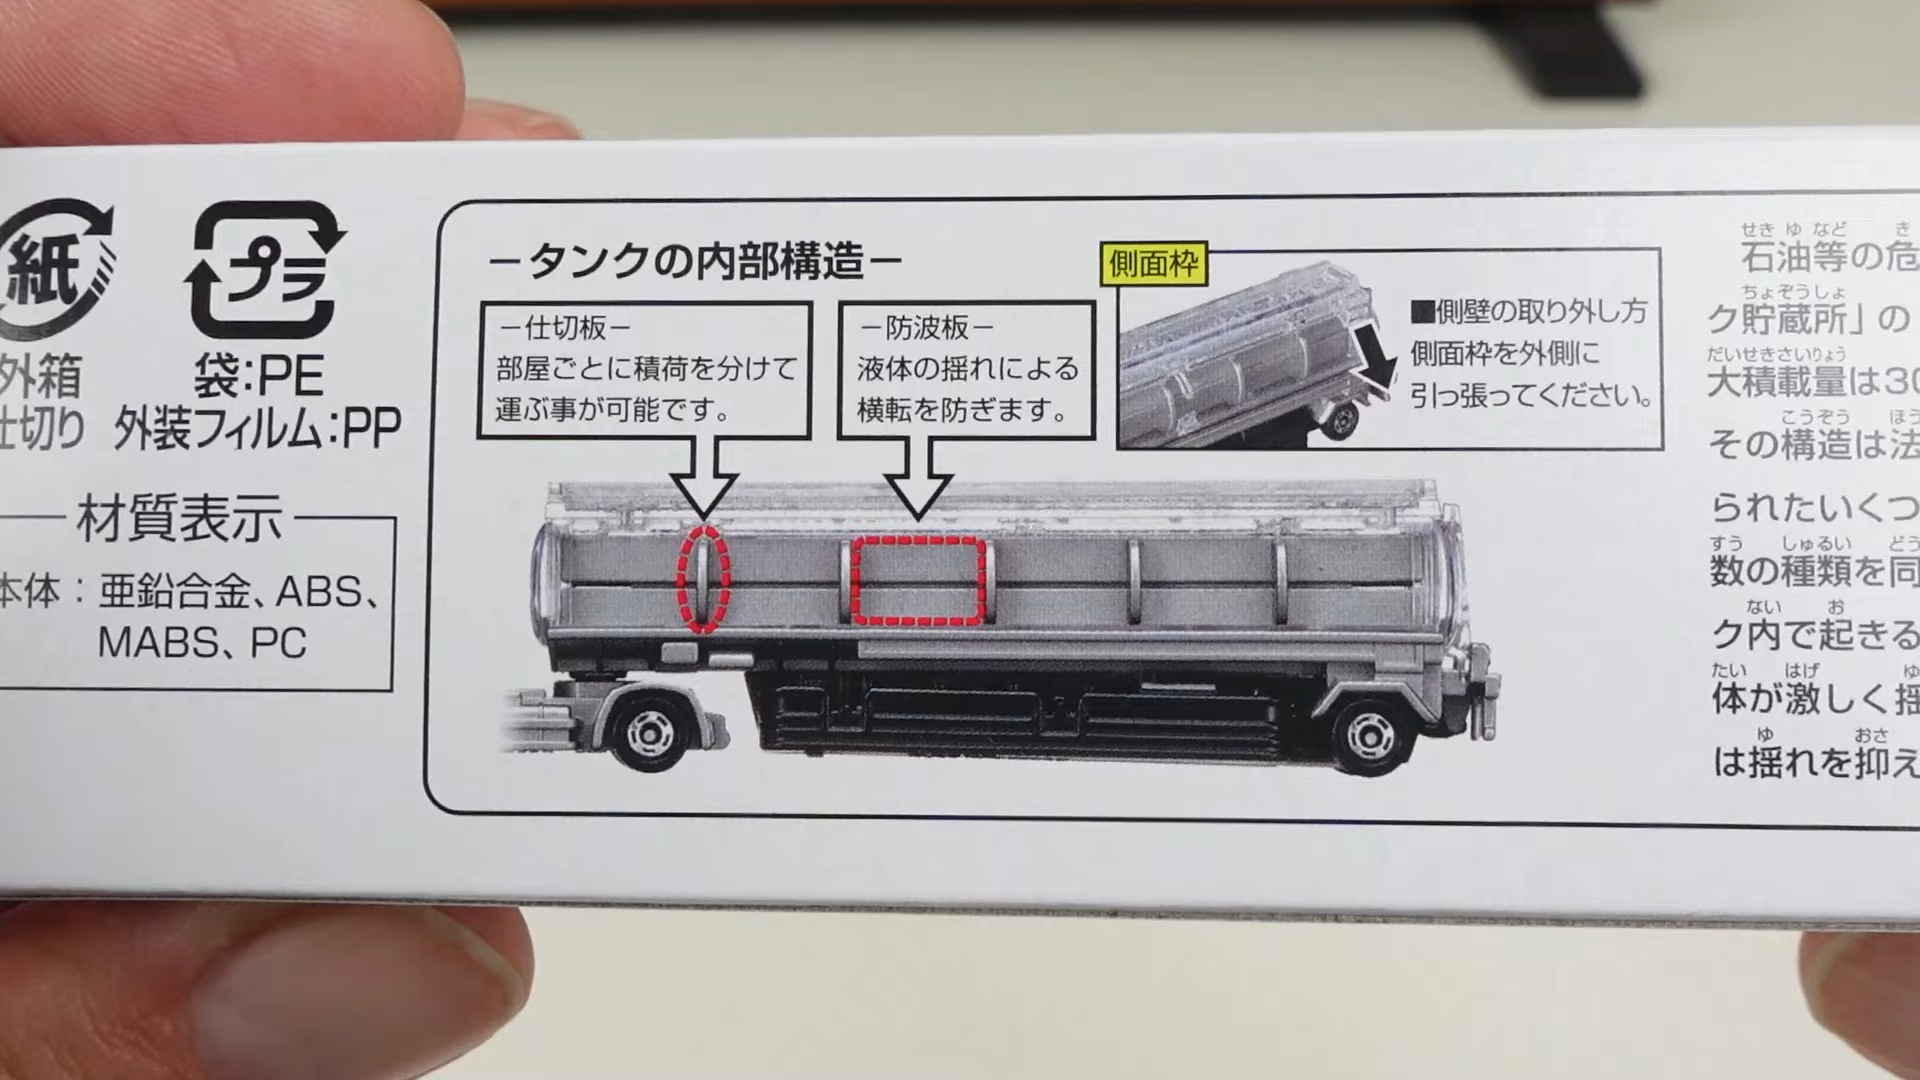 紙
外箱
仕切り
プラ
袋:PE
外装フィルム:PP
材質表示
本体:亜鉛合金、ABS、
MABS、PC
－タンクの内部構造－
－仕切板－
部屋ごとに積荷を分けて
運ぶ事が可能です。
－防波板－
液体の揺れによる
横転を防ぎます。
側面枠
■側壁の取り外し方
側面枠を外側に
引っ張ってください。
せき ゆ など き
石油等の危
ちょぞうしょ
ク貯蔵所」の
だいせきさいりょう
大積載量は30
こうぞう ほう
その構造は法
られたいくつ
すう しゅるい どう
数の種類を同
ない お
ク内で起きる
たい はげ ゆ
体が激しく揺
ゆ おさ
は揺れを抑え